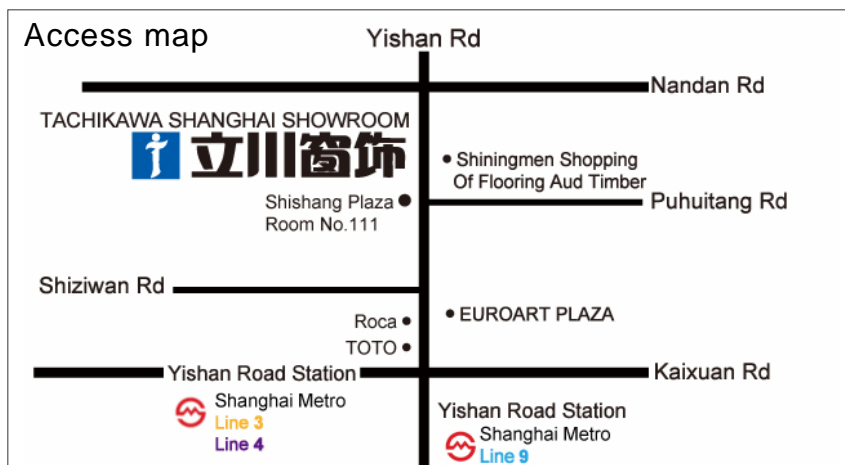 Access map
Yishan Rd
Nandan Rd
TACHIKAWA SHANGHAI SHOWROOM
立川窗饰
Shiningmen Shopping
Of Flooring Aud Timber
Shishang Plaza
Room No.111
Puhuitang Rd
Shiziwan Rd
Roca
EUROART PLAZA
TOTO
Yishan Road Station
Kaixuan Rd
Shanghai Metro
Line 3
Line 4
Yishan Road Station
Shanghai Metro
Line 9